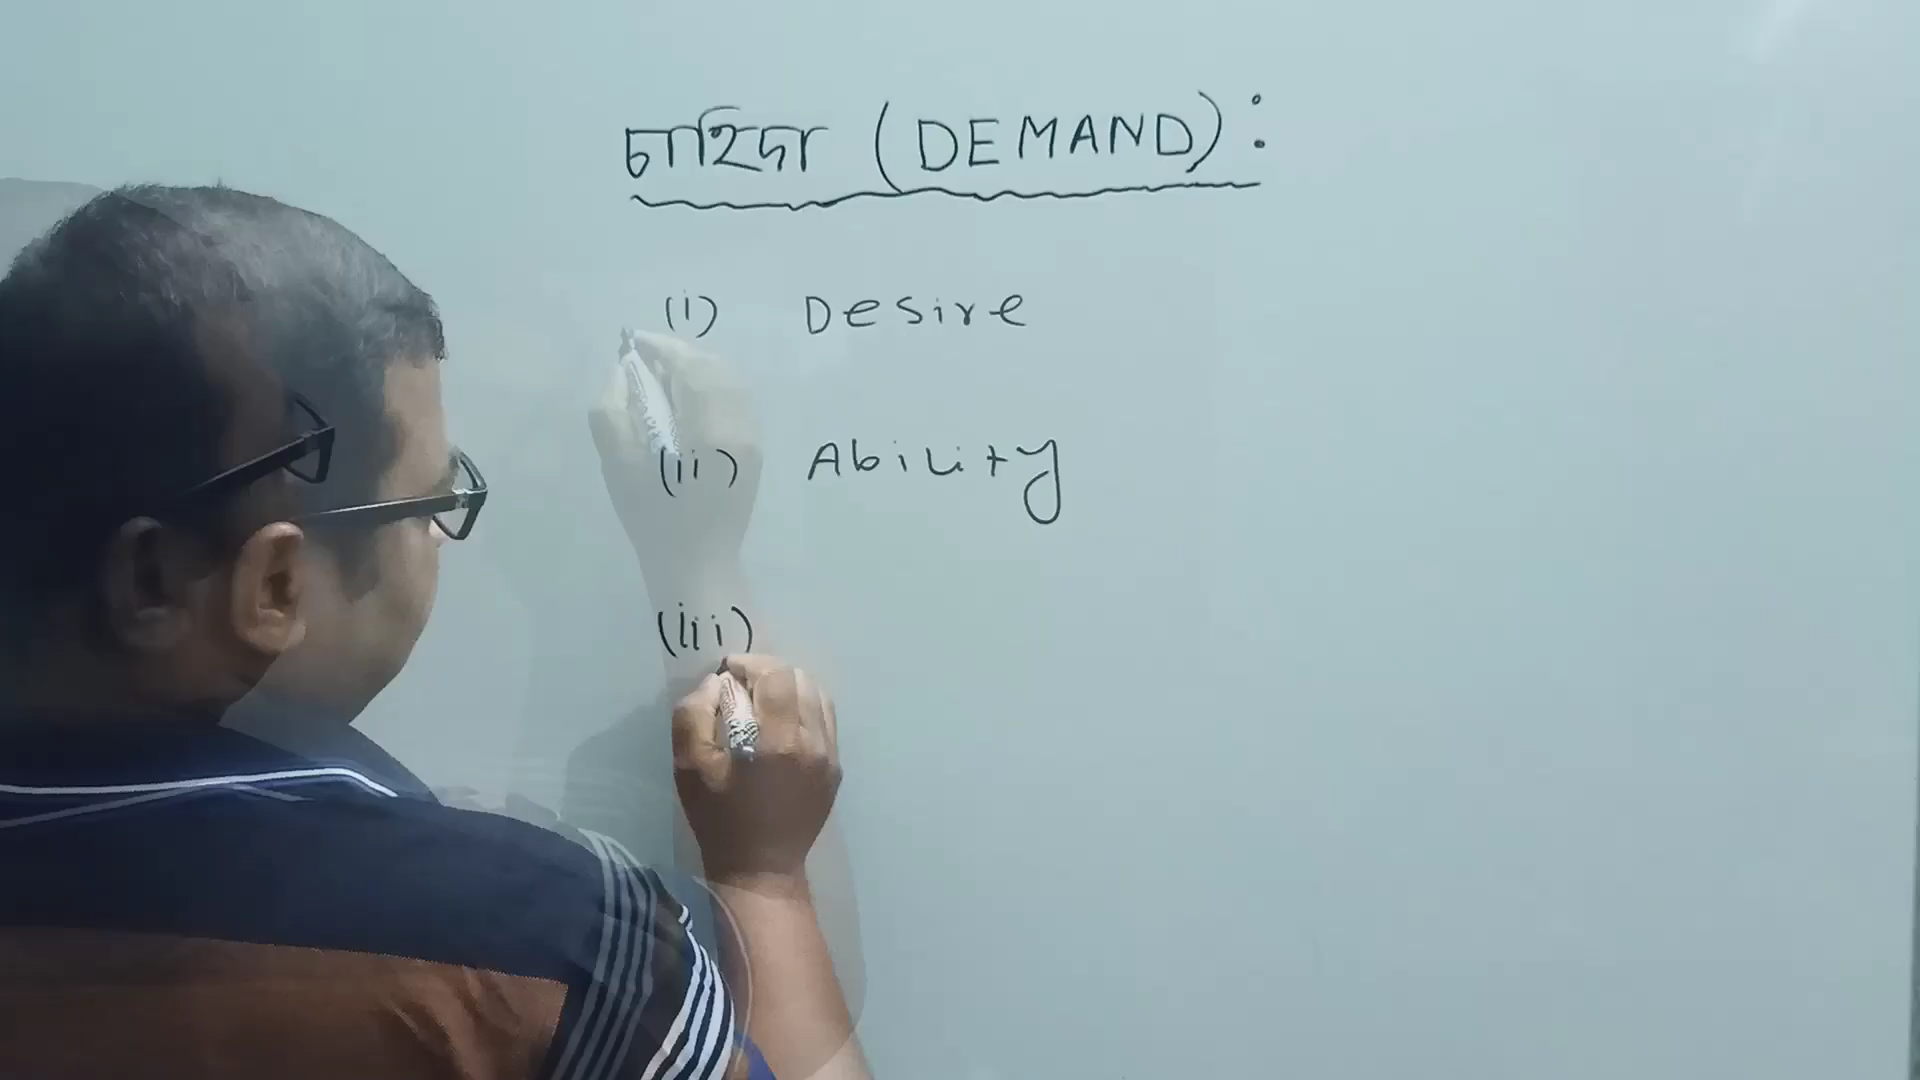 চাহিদা (DEMAND):
(i) Desire
(ii) Ability
(iii)